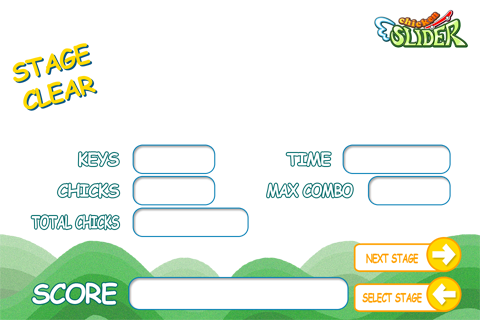 chicken
SLIDER
STAGE
CLEAR
KEYS
TIME
CHICKS
MAX COMBO
TOTAL CHICKS
NEXT STAGE
SCORE
SELECT STAGE